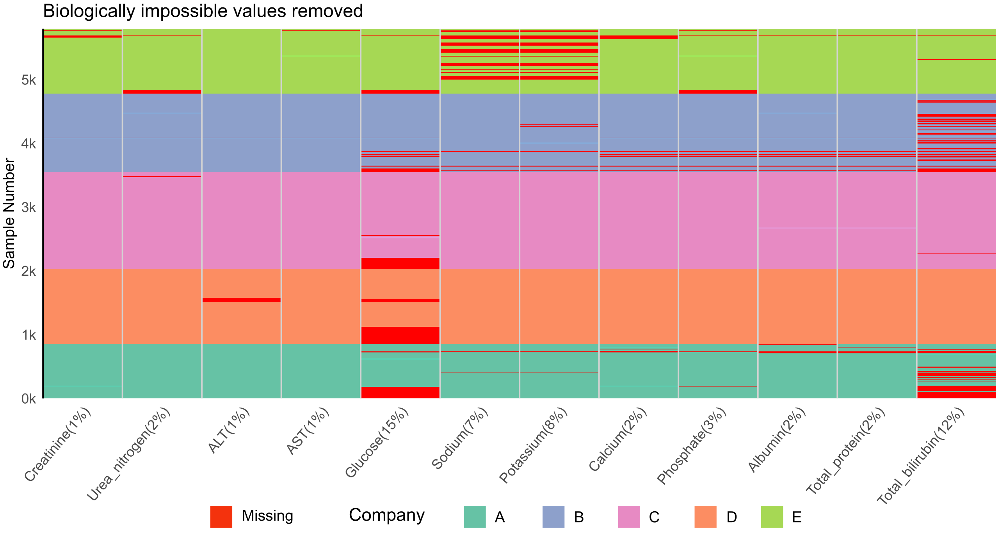 Biologically impossible values removed
Sample Number
5k
4k
3k
2k
1k
0k
Creatinine(1%)
Urea_nitrogen(2%)
ALT(1%)
AST(1%)
Glucose(15%)
Sodium(7%)
Potassium(8%)
Calcium(2%)
Phosphate(3%)
Albumin(2%)
Total_protein(2%)
Total_bilirubin(12%)
Missing
Company
A
B
C
D
E